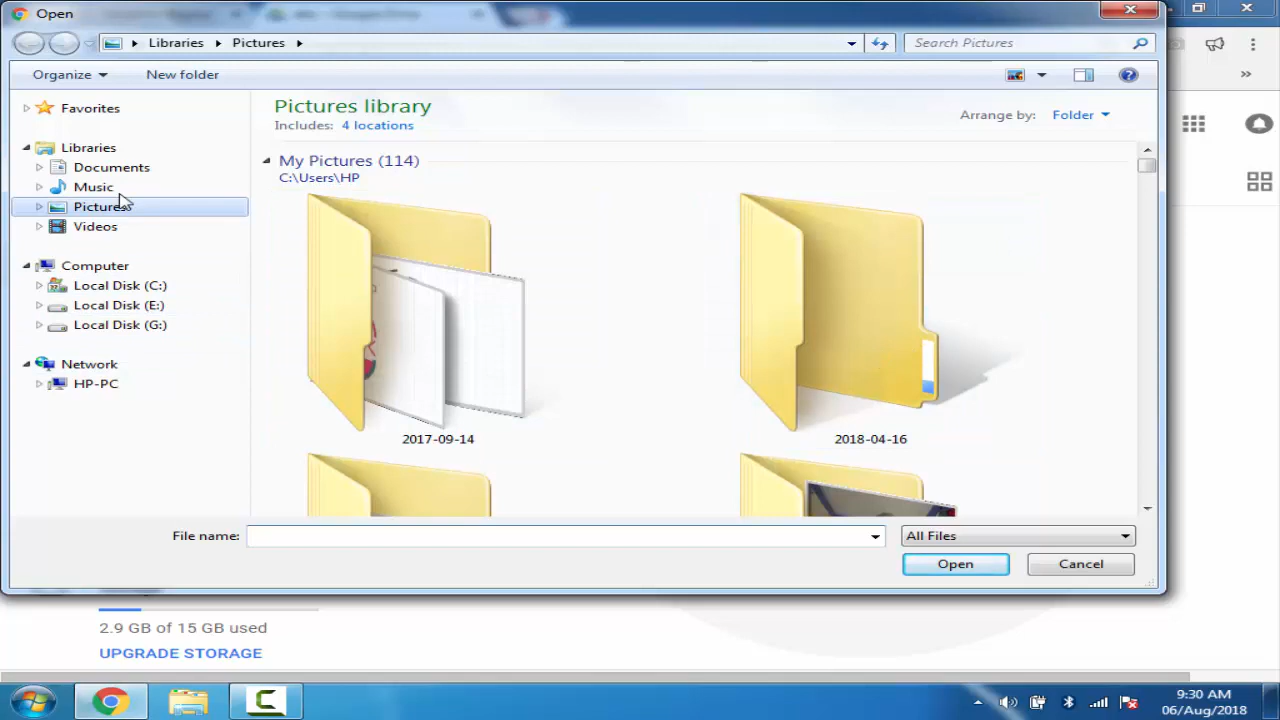 Open
Libraries Pictures
Search Pictures
Organize
New folder
Favorites
Libraries
Documents
Music
Pictures
Videos
Computer
Local Disk (C:)
Local Disk (E:)
Local Disk (G:)
Network
HP-PC
Pictures library
Includes: 4 locations
Arrange by: Folder
My Pictures (114)
C:\Users\HP
2017-09-14
2018-04-16
File name:
All Files
Open
Cancel
2.9 GB of 15 GB used
UPGRADE STORAGE
9:30 AM
06/Aug/2018